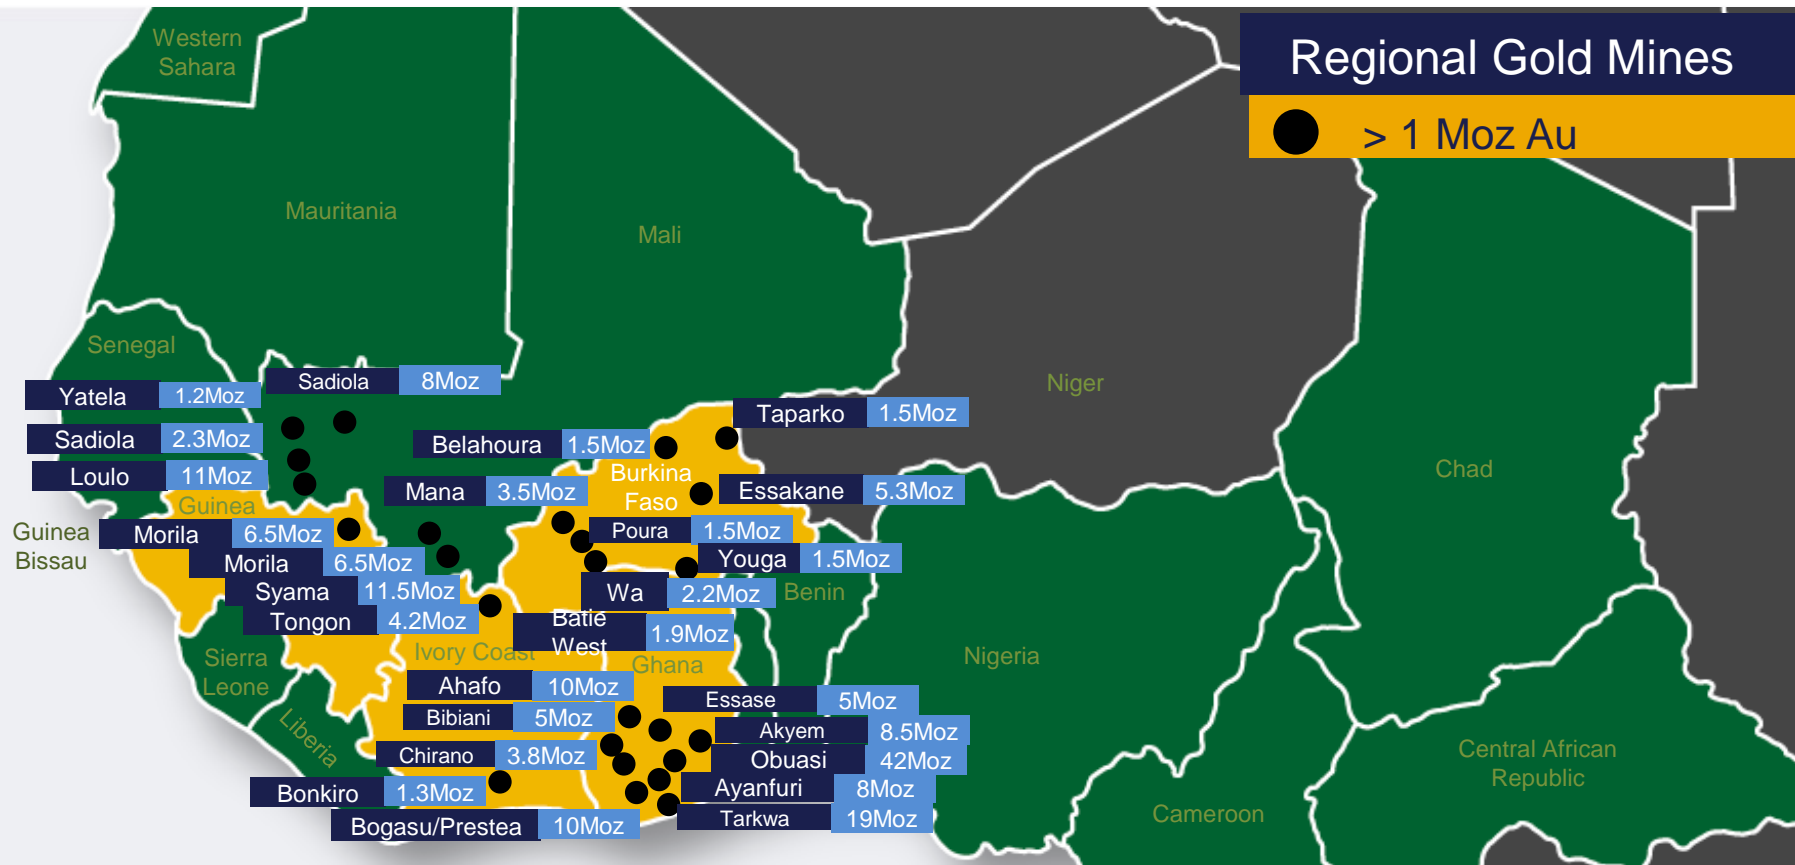 Western
Sahara
Regional Gold Mines
> 1 Moz Au
Mauritania
Mali
Senegal
Niger
Chad
Yatela 1.2Moz
Sadiola 8Moz
Sadiola 2.3Moz
Loulo 11Moz
Taparko 1.5Moz
Belahoura 1.5Moz
Burkina
Faso
Mana 3.5Moz
Essakane 5.3Moz
Guinea
Guinea
Bissau
Morila 6.5Moz
Morila 6.5Moz
Poura 1.5Moz
Youga 1.5Moz
Syama 11.5Moz
Wa 2.2Moz
Benin
Tongon 4.2Moz
Batie
West 1.9Moz
Ivory Coast
Ghana
Sierra
Leone
Nigeria
Liberia
Ahafo 10Moz
Essase 5Moz
Bibiani 5Moz
Akyem 8.5Moz
Chirano 3.8Moz
Obuasi 42Moz
Bonkiro 1.3Moz
Ayanfuri 8Moz
Bogasu/Prestea 10Moz
Tarkwa 19Moz
Cameroon
Central African
Republic